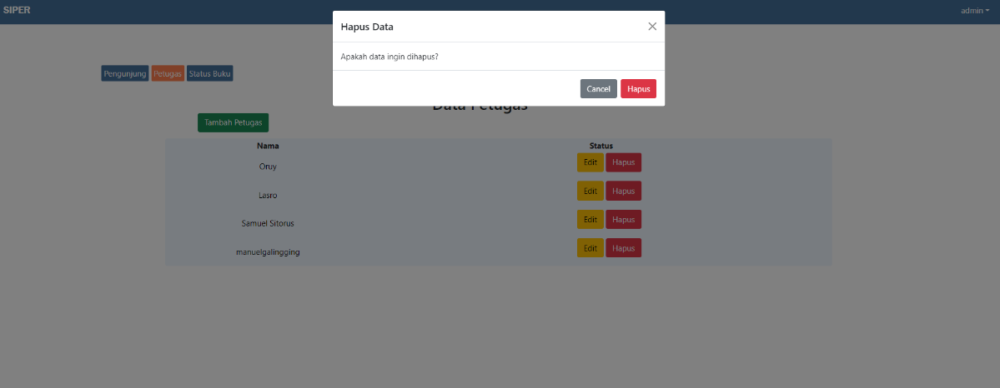 SIPER admin
Hapus Data
Apakah data ingin dihapus?
Cancel Hapus
Pengunjung Petugas Status Buku
Data Petugas
Tambah Petugas
Nama Status
Oruy Edit Hapus
Lasro Edit Hapus
Samuel Sitorus Edit Hapus
manuelgalingging Edit Hapus